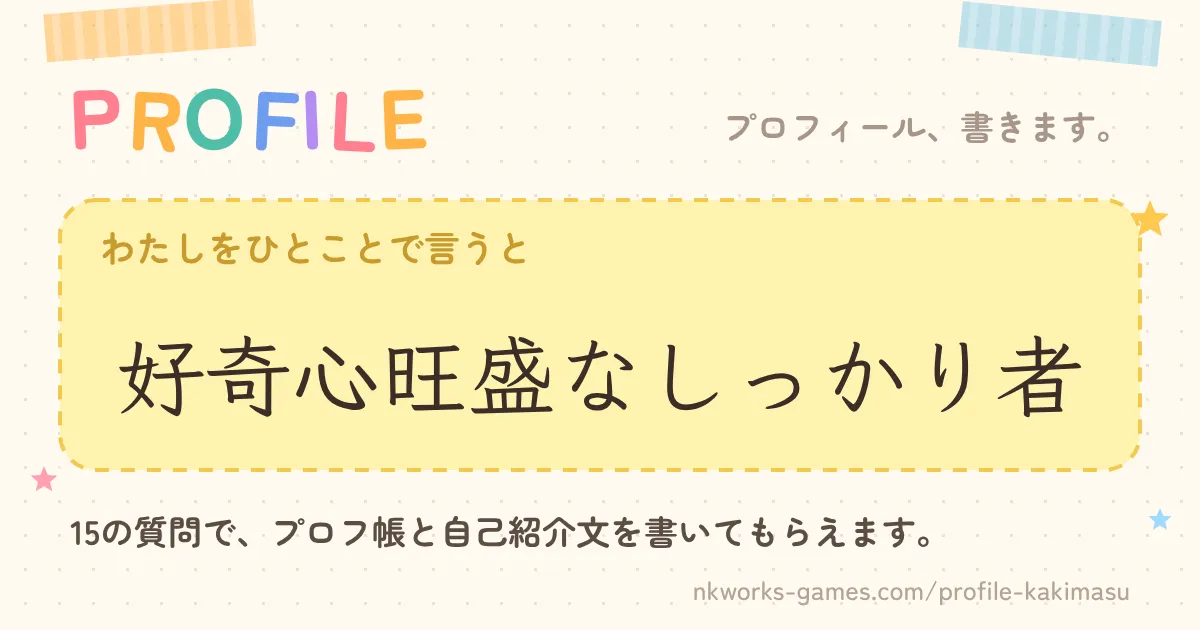 PROFILE
プロフィール、書きます。
わたしをひとことで言うと
好奇心旺盛なしっかり者
15の質問で、プロフ帳と自己紹介文を書いてもらえます。
nkworks-games.com/profile-kakimasu